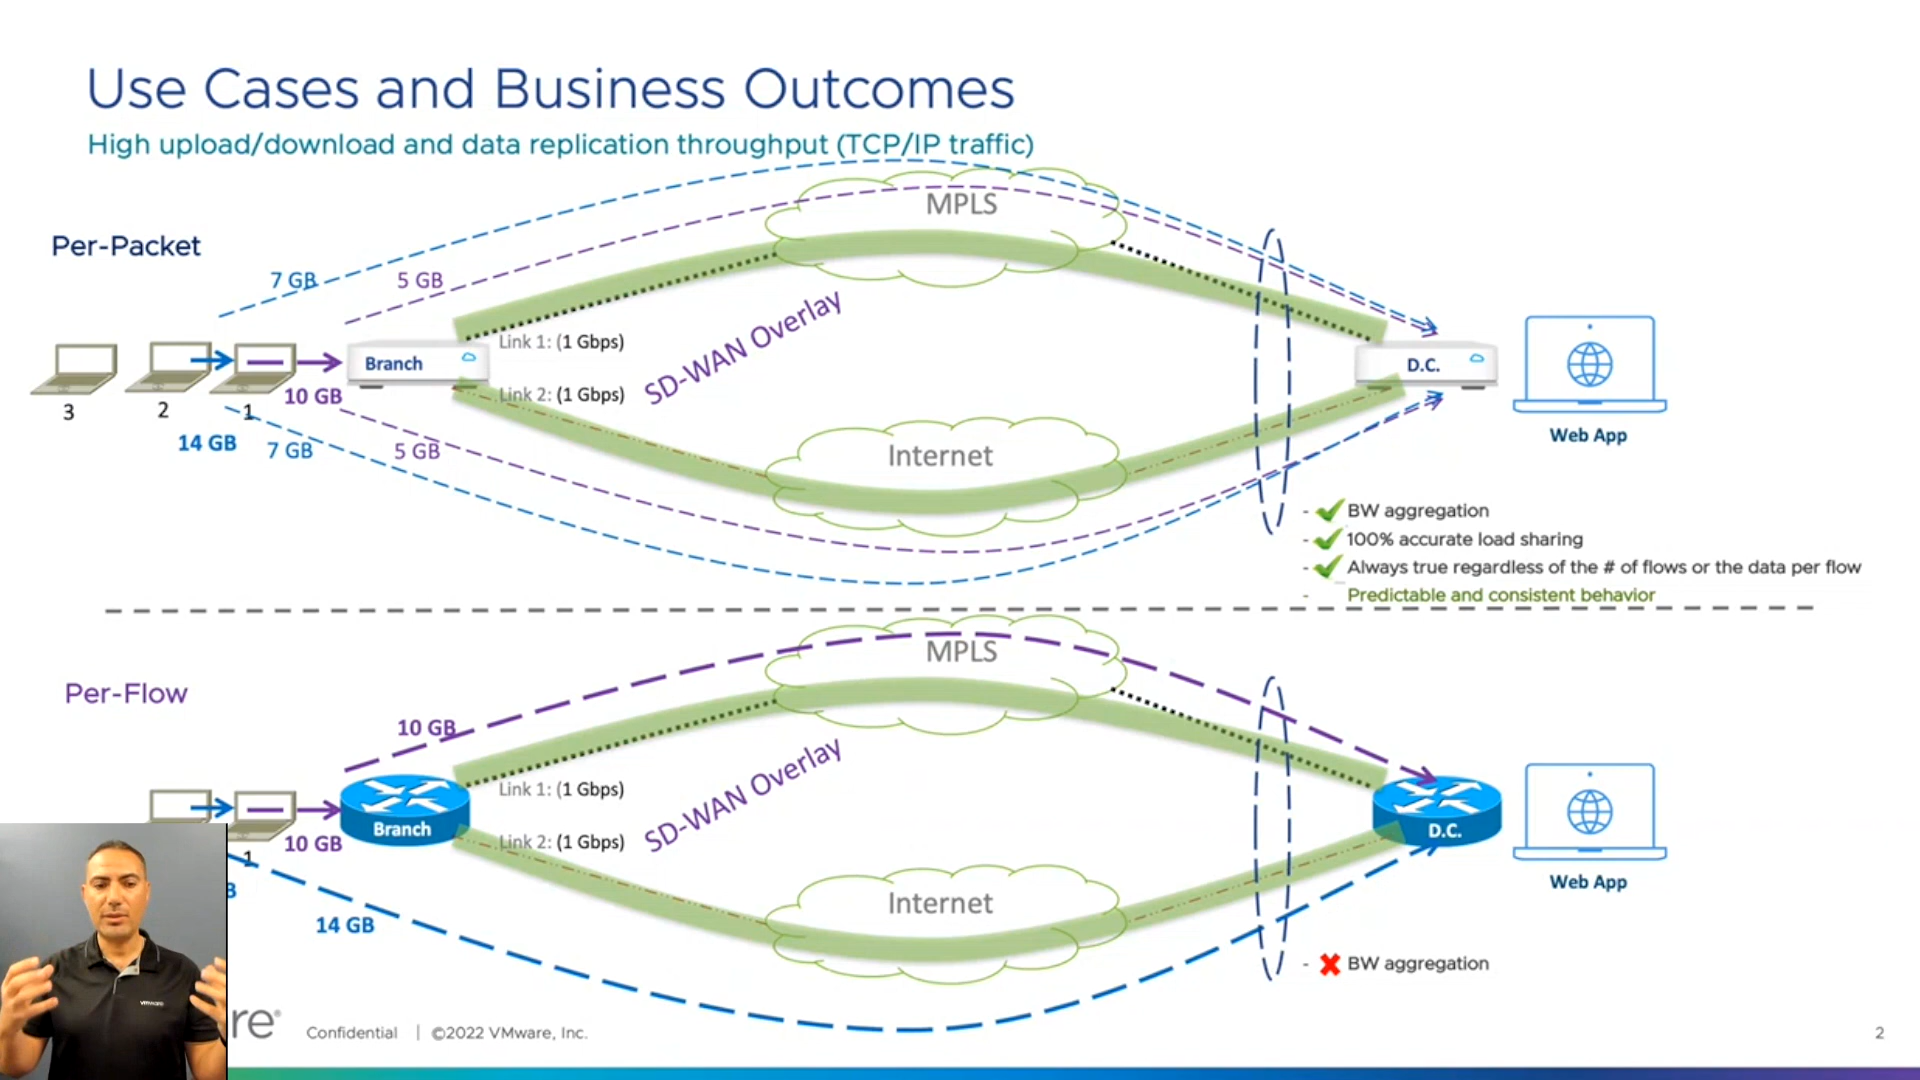 Use Cases and Business Outcomes
High upload/download and data replication throughput (TCP/IP traffic)
MPLS
Per-Packet
7 GB
5 GB
SD-WAN Overlay
Link 1: (1 Gbps)
Branch
D.C.
Link 2: (1 Gbps)
10 GB
3
2
1
14 GB
7 GB
5 GB
Internet
Web App
- BW aggregation
- 100% accurate load sharing
- Always true regardless of the # of flows or the data per flow
- Predictable and consistent behavior
MPLS
Per-Flow
10 GB
SD-WAN Overlay
Link 1: (1 Gbps)
Branch
D.C.
Link 2: (1 Gbps)
10 GB
1
B
14 GB
Internet
Web App
- BW aggregation
vmware
re®
Confidential | ©2022 VMware, Inc.
2